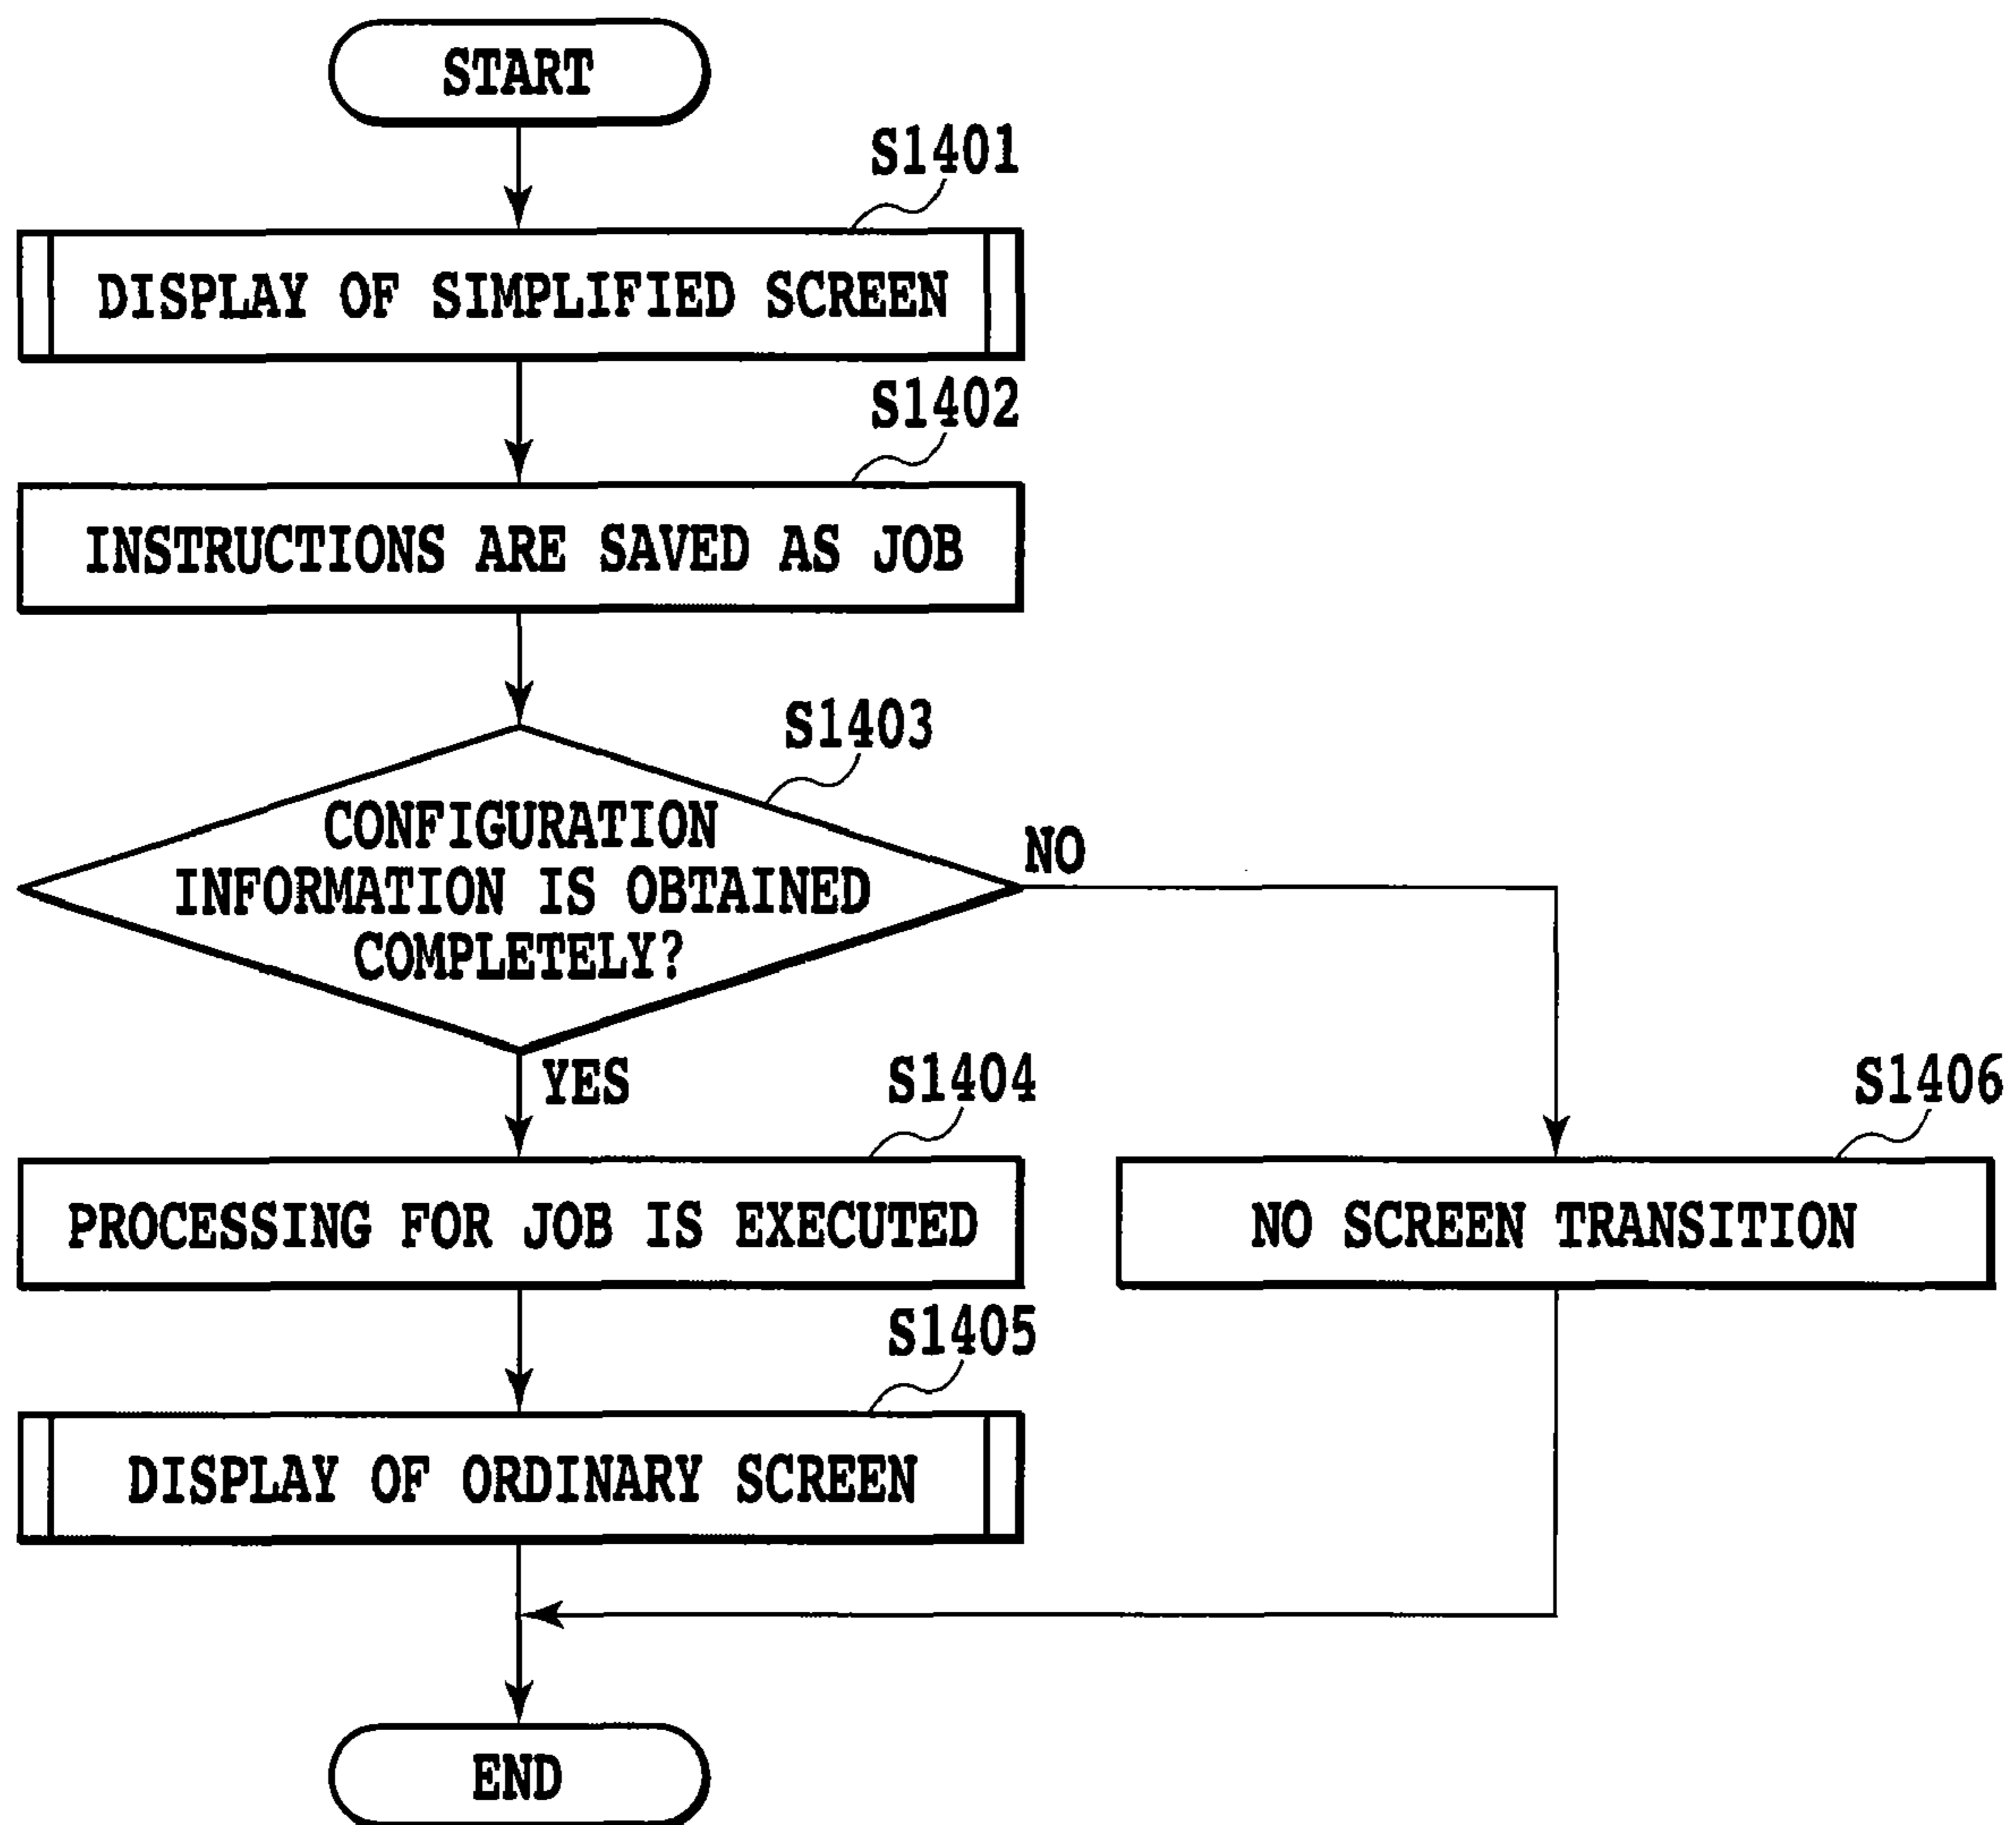 START
S1401
DISPLAY OF SIMPLIFIED SCREEN
S1402
INSTRUCTIONS ARE SAVED AS JOB
S1403
CONFIGURATION
INFORMATION IS OBTAINED
COMPLETELY?
NO
YES
S1404
PROCESSING FOR JOB IS EXECUTED
S1406
NO SCREEN TRANSITION
S1405
DISPLAY OF ORDINARY SCREEN
END